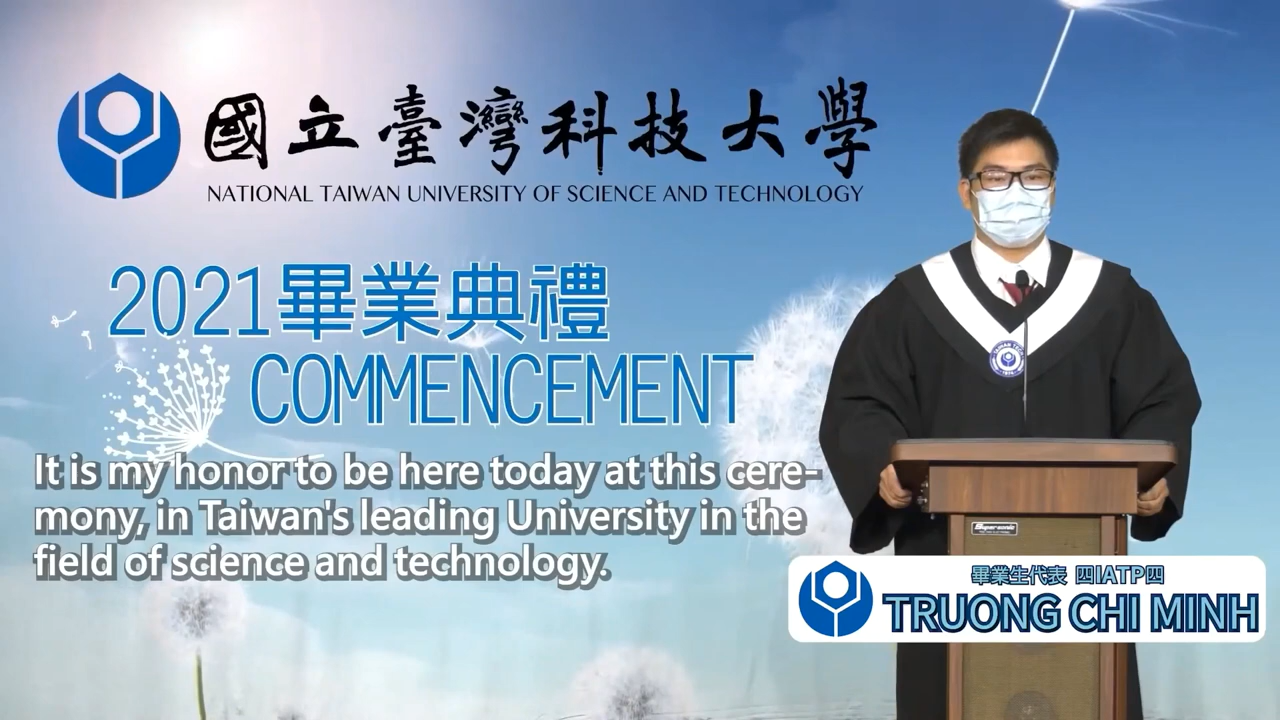 國立臺灣科技大學
NATIONAL TAIWAN UNIVERSITY OF SCIENCE AND TECHNOLOGY
2021畢業典禮
COMMENCEMENT
It is my honor to be here today at this cere-
mony, in Taiwan's leading University in the
field of science and technology.
Supersonic
畢業生代表 四IATP四
TRUONG CHI MINH